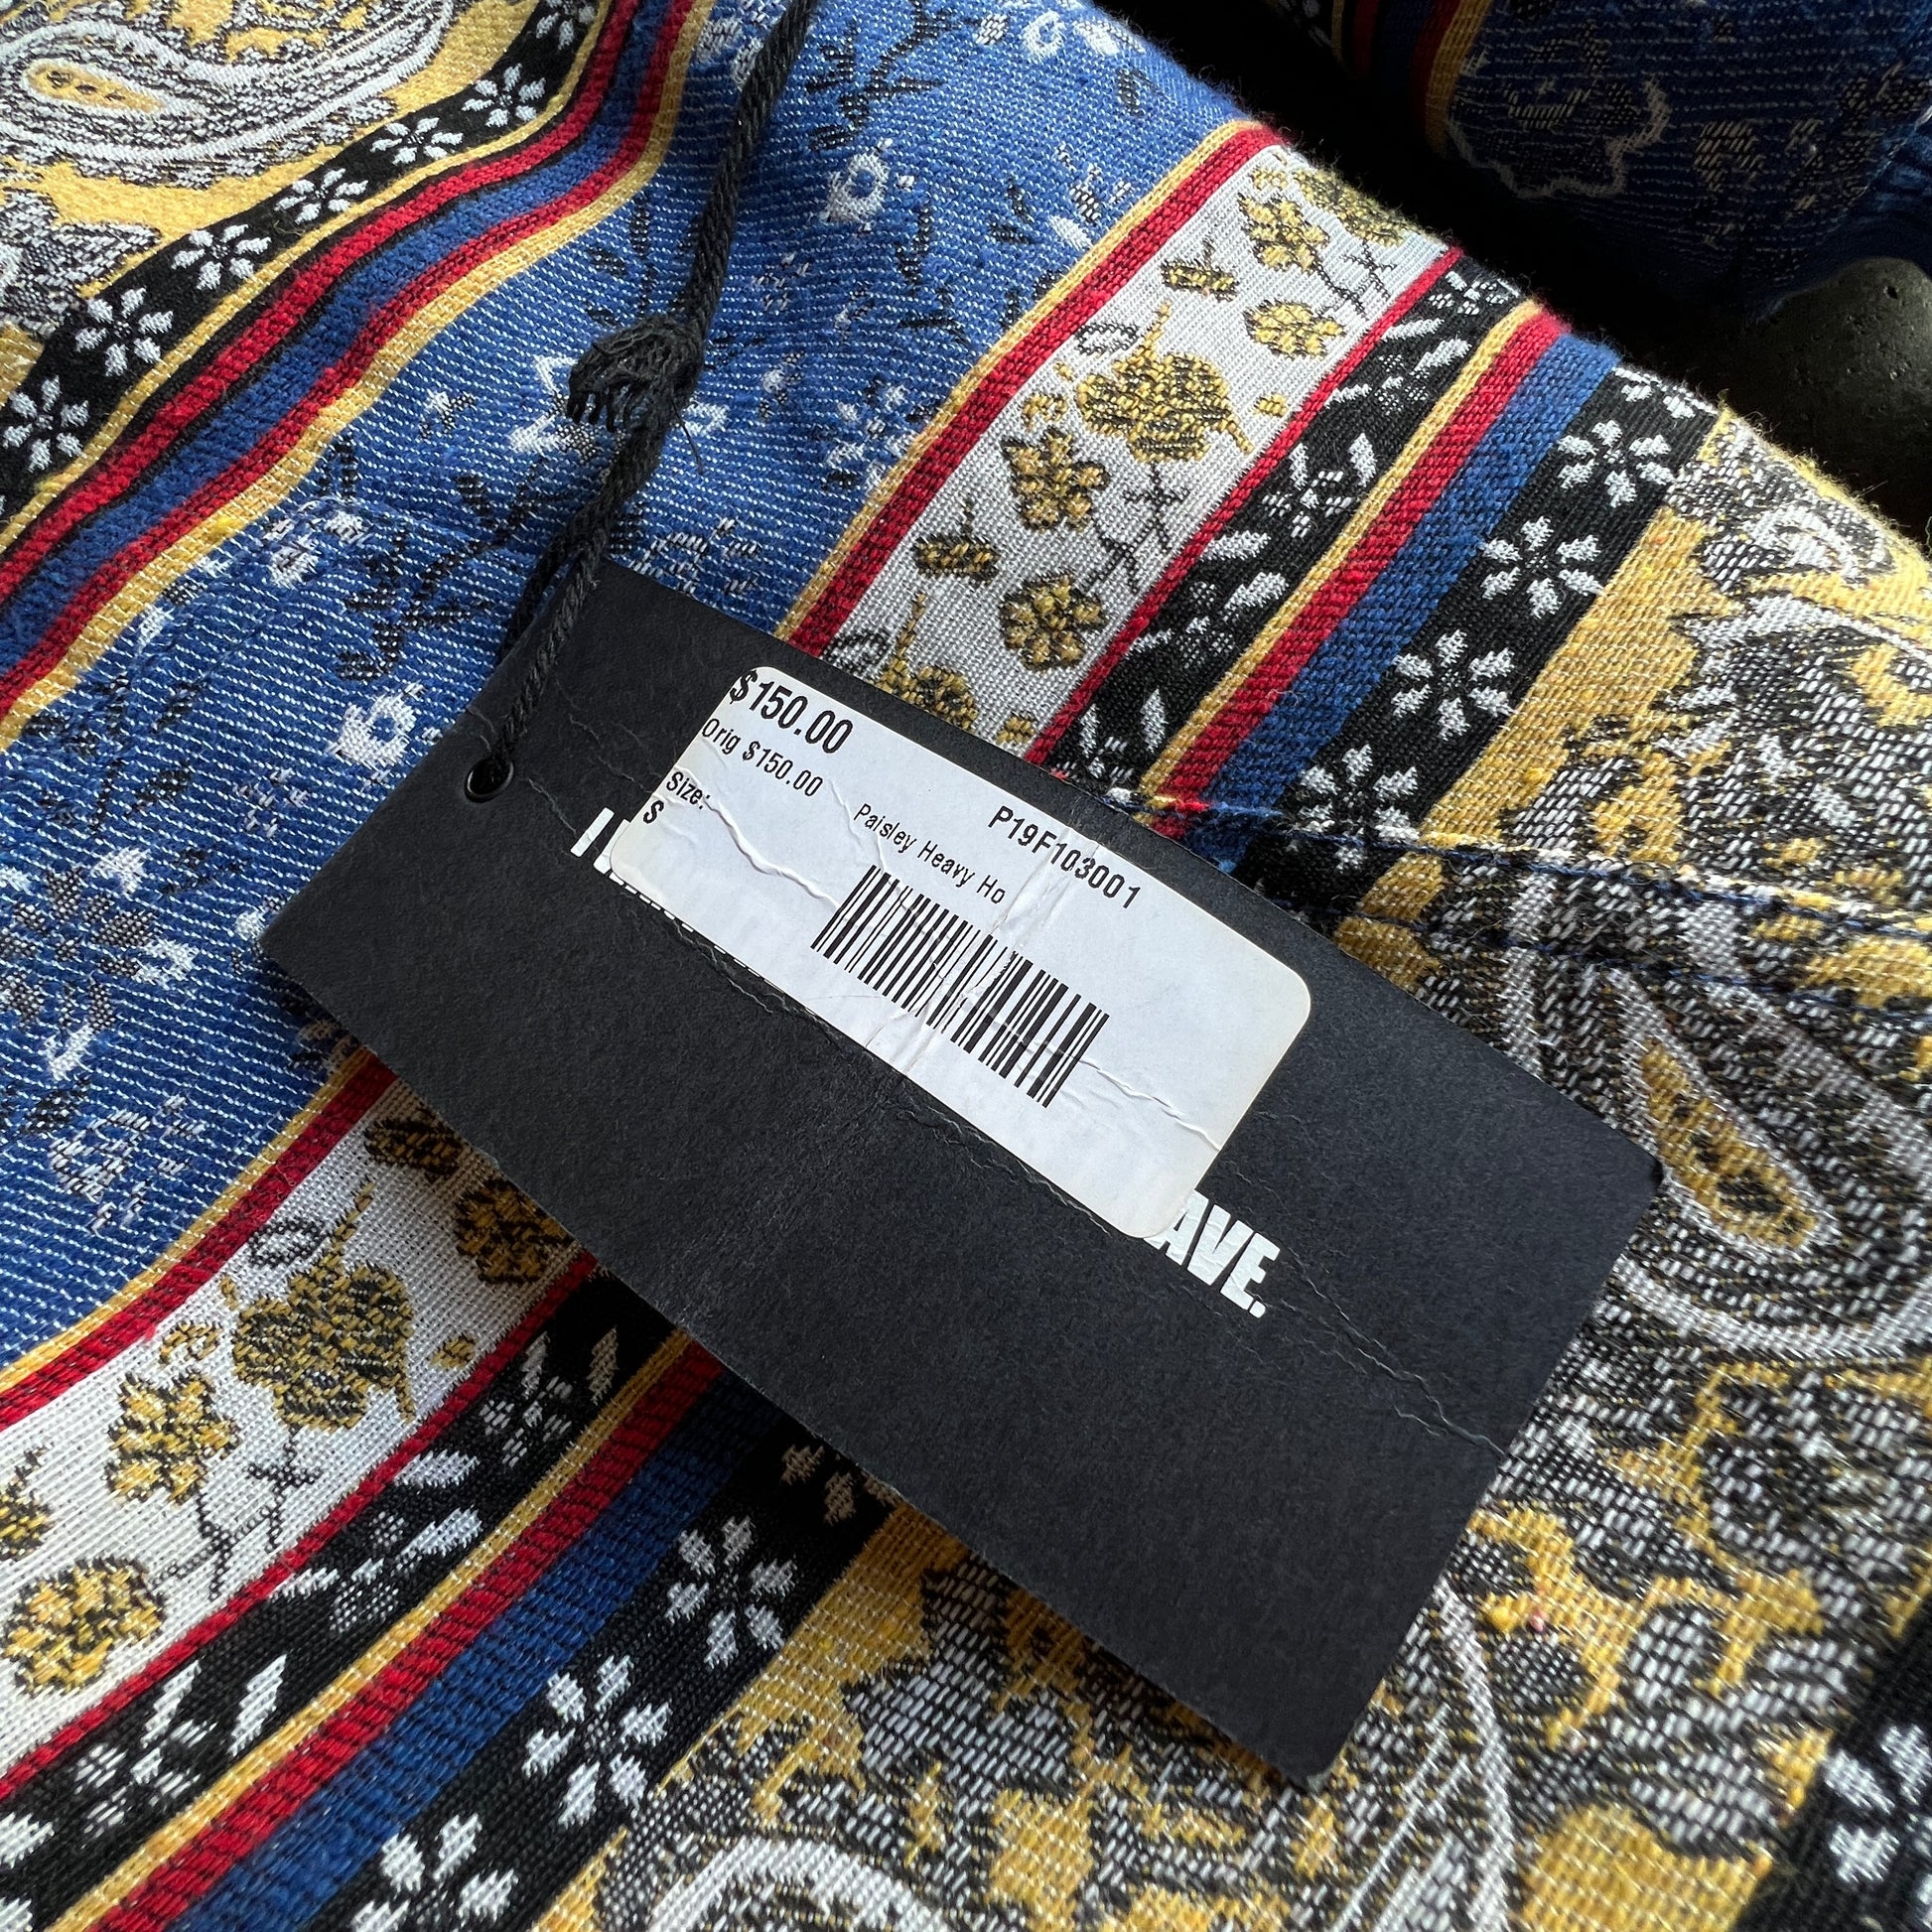 $150.00
Orig $150.00
Size:
$
P19F103001
Paisley Heavy Ho
AVE.